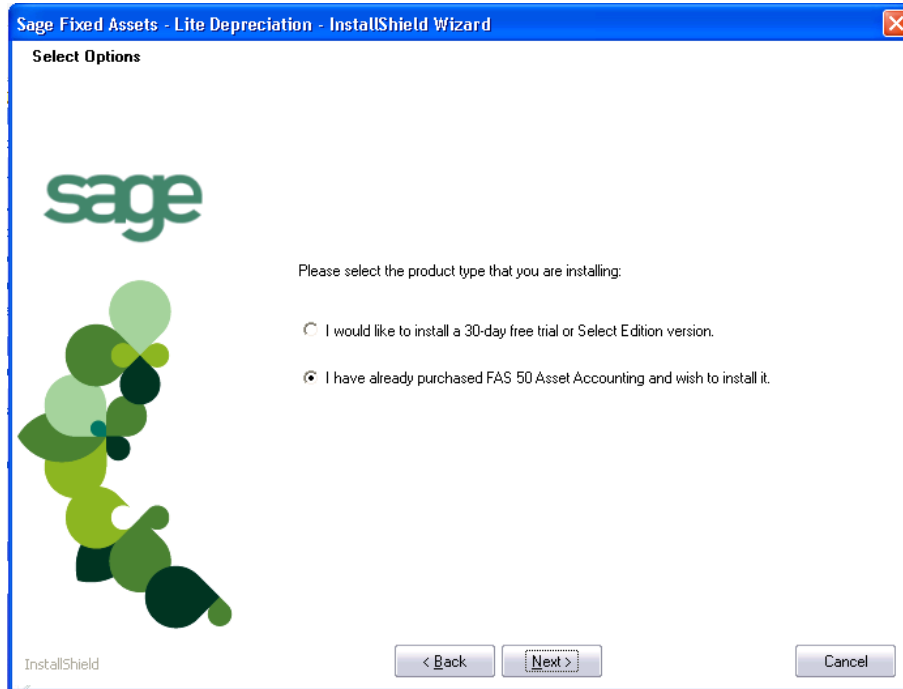 Sage Fixed Assets - Lite Depreciation - InstallShield Wizard
Select Options
sage
Please select the product type that you are installing:
I would like to install a 30-day free trial or Select Edition version.
I have already purchased FAS 50 Asset Accounting and wish to install it.
InstallShield
< Back
Next >
Cancel